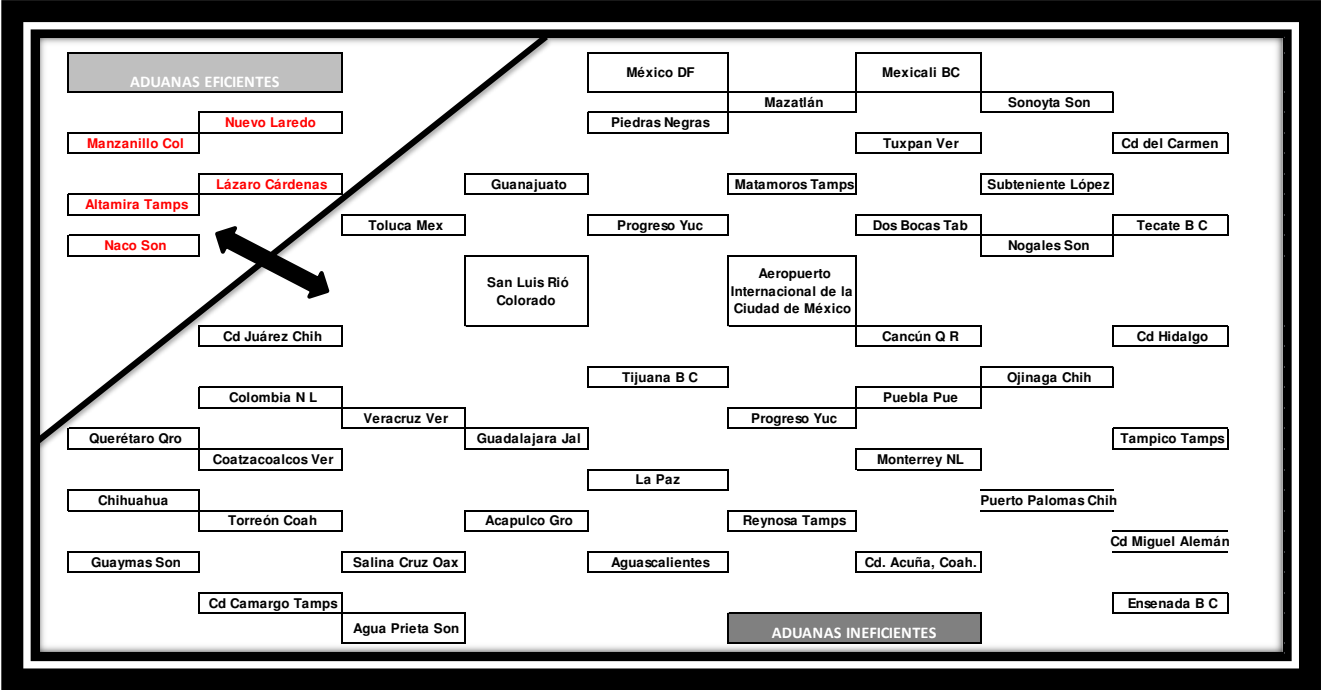 ADUANAS EFICIENTES
México DF
Mexicali BC
Mazatlán
Sonoyta Son
Nuevo Laredo
Piedras Negras
Manzanillo Col
Tuxpan Ver
Cd del Carmen
Lázaro Cárdenas
Guanajuato
Matamoros Tamps
Subteniente López
Altamira Tamps
Toluca Mex
Progreso Yuc
Dos Bocas Tab
Tecate B C
Naco Son
Nogales Son
San Luis Rió
Colorado
Aeropuerto
Internacional de la
Ciudad de México
Cd Juárez Chih
Cancún Q R
Cd Hidalgo
Tijuana B C
Ojinaga Chih
Colombia N L
Puebla Pue
Veracruz Ver
Progreso Yuc
Querétaro Qro
Guadalajara Jal
Tampico Tamps
Coatzacoalcos Ver
Monterrey NL
La Paz
Chihuahua
Puerto Palomas Chih
Torreón Coah
Acapulco Gro
Reynosa Tamps
Cd Miguel Alemán
Guaymas Son
Salina Cruz Oax
Aguascalientes
Cd. Acuña, Coah.
Cd Camargo Tamps
Ensenada B C
Agua Prieta Son
ADUANAS INEFICIENTES